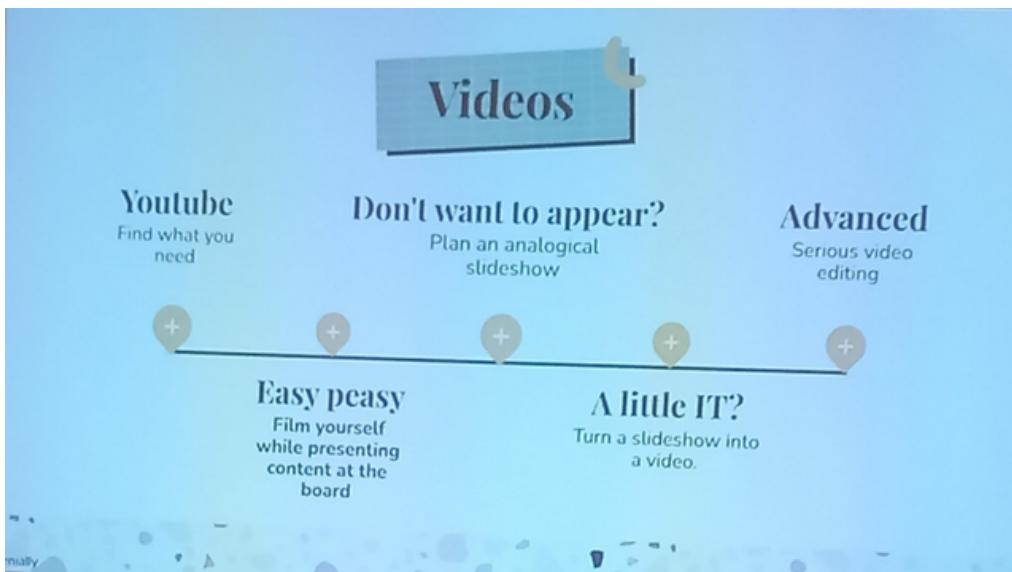 Videos
Youtube
Find what you
need
Don't want to appear?
Plan an analogical
slideshow
Advanced
Serious video
editing
Easy peasy
Film yourself
while presenting
content at the
board
A little IT?
Turn a slideshow into
a video.